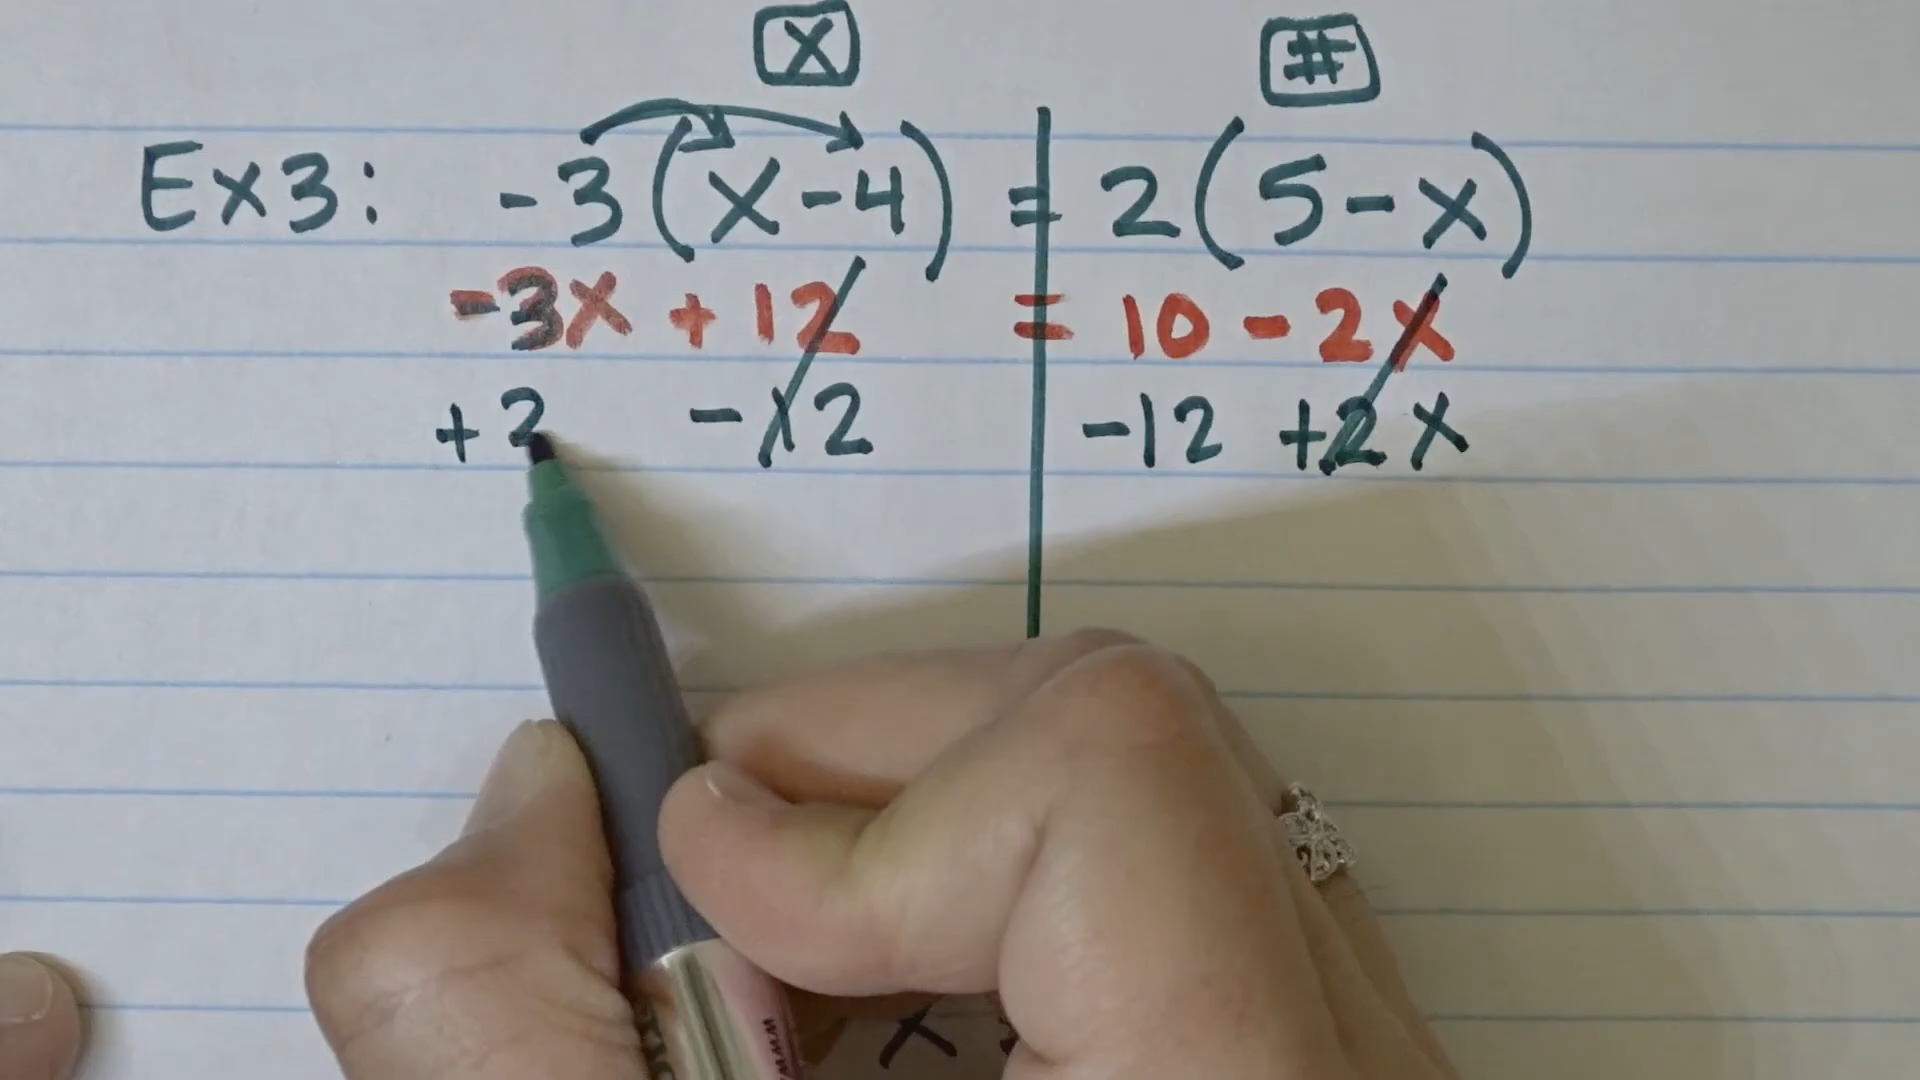 X #
Ex3: -3(x-4) = 2(5-x)
-3x + 12 = 10 - 2x
+2 -12 -12 +2x
x